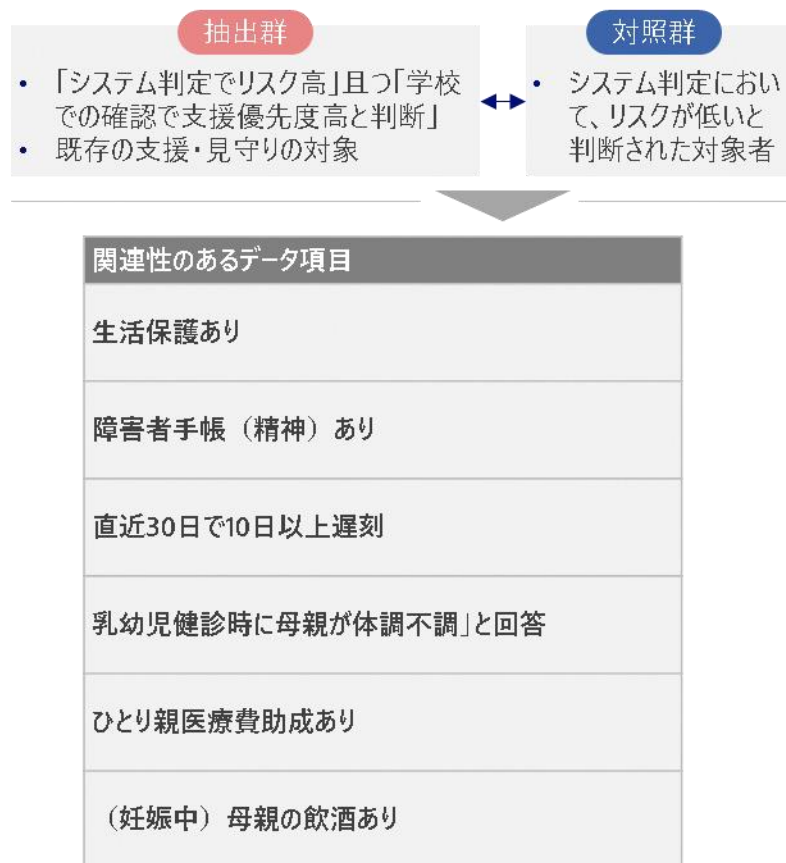 抽出群
• 「システム判定でリスク高」且つ「学校
での確認で支援優先度高と判断」
• 既存の支援・見守りの対象
対照群
• システム判定におい
て、リスクが低いと
判断された対象者
関連性のあるデータ項目
生活保護あり
障害者手帳（精神）あり
直近30日で10日以上遅刻
乳幼児健診時に母親が体調不調」と回答
ひとり親医療費助成あり
（妊娠中）母親の飲酒あり